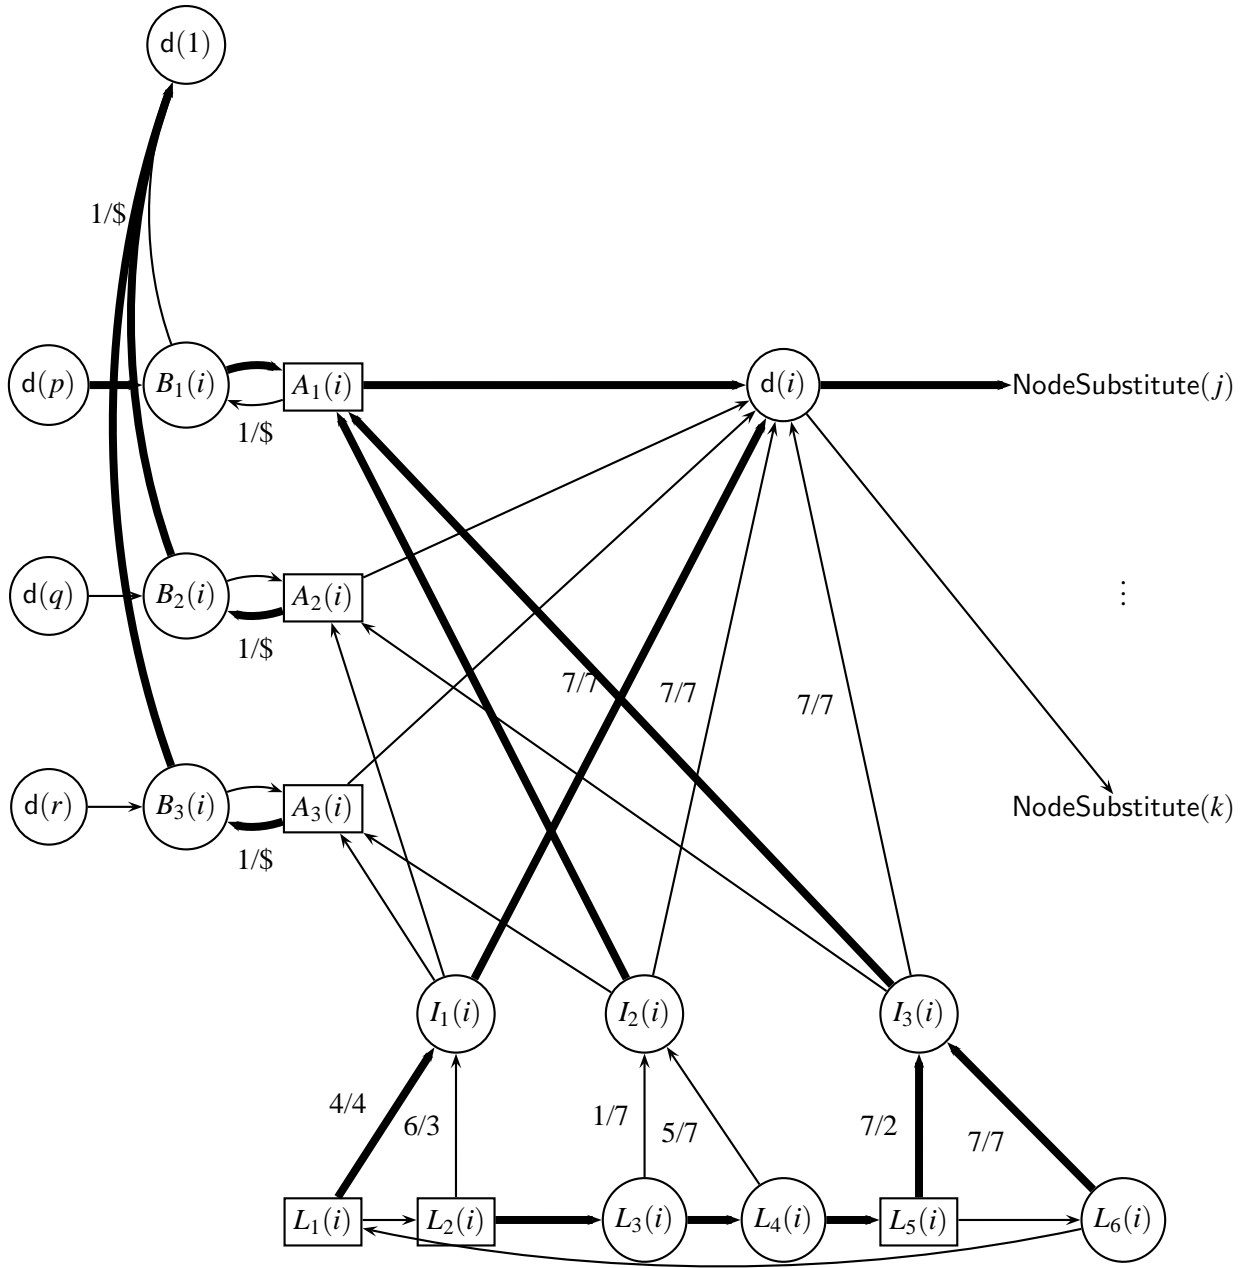 d(1)
1/$
d(p)
B₁(i)
A₁(i)
d(i)
NodeSubstitute(j)
1/$
d(q)
B₂(i)
A₂(i)
⋮
1/$
7/7
7/7
7/7
d(r)
B₃(i)
A₃(i)
NodeSubstitute(k)
1/$
I₁(i)
I₂(i)
I₃(i)
4/4
6/3
1/7
5/7
7/2
7/7
L₁(i)
L₂(i)
L₃(i)
L₄(i)
L₅(i)
L₆(i)